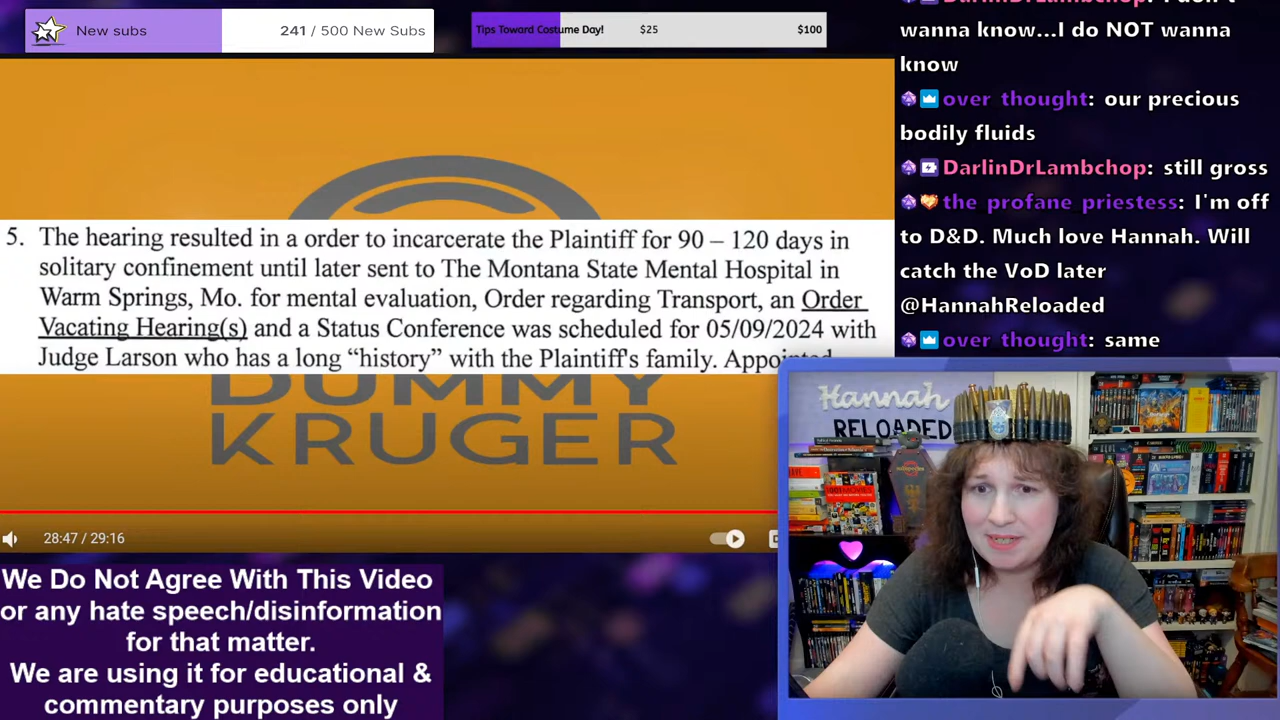 New subs
241 / 500 New Subs
Tips Toward Costume Day!
$25
$100
wanna know...I do NOT wanna
know
over thought: our precious
bodily fluids
DarlinDrLambchop: still gross
the profane priestess: I'm off
to D&D. Much love Hannah. Will
catch the VoD later
@HannahReloaded
over thought: same
5. The hearing resulted in a order to incarcerate the Plaintiff for 90 – 120 days in
solitary confinement until later sent to The Montana State Mental Hospital in
Warm Springs, Mo. for mental evaluation, Order regarding Transport, an Order
Vacating Hearing(s) and a Status Conference was scheduled for 05/09/2024 with
Judge Larson who has a long “history” with the Plaintiff's family. Appointed
DUMMY
KRUGER
28:47 / 29:16
Hannah
RELOADED
We Do Not Agree With This Video
or any hate speech/disinformation
for that matter.
We are using it for educational &
commentary purposes only